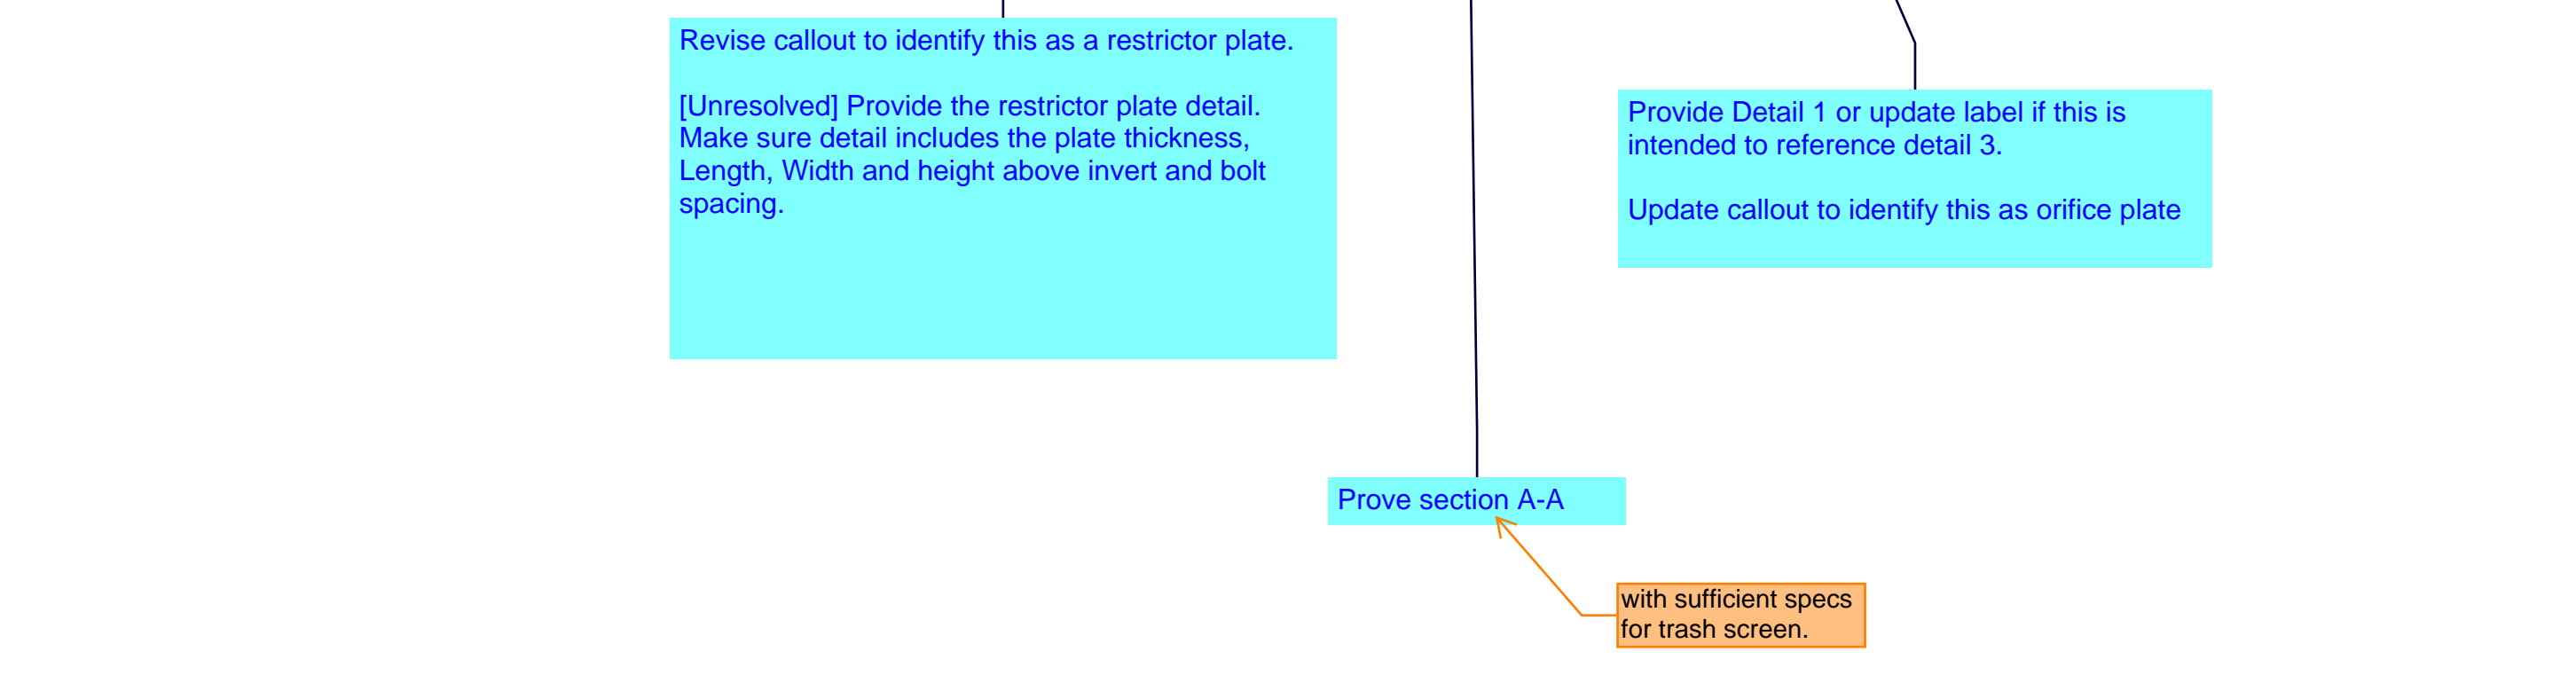 Revise callout to identify this as a restrictor plate.
[Unresolved] Provide the restrictor plate detail.
Make sure detail includes the plate thickness,
Length, Width and height above invert and bolt
spacing.
Provide Detail 1 or update label if this is
intended to reference detail 3.
Update callout to identify this as orifice plate
Prove section A-A
with sufficient specs
for trash screen.